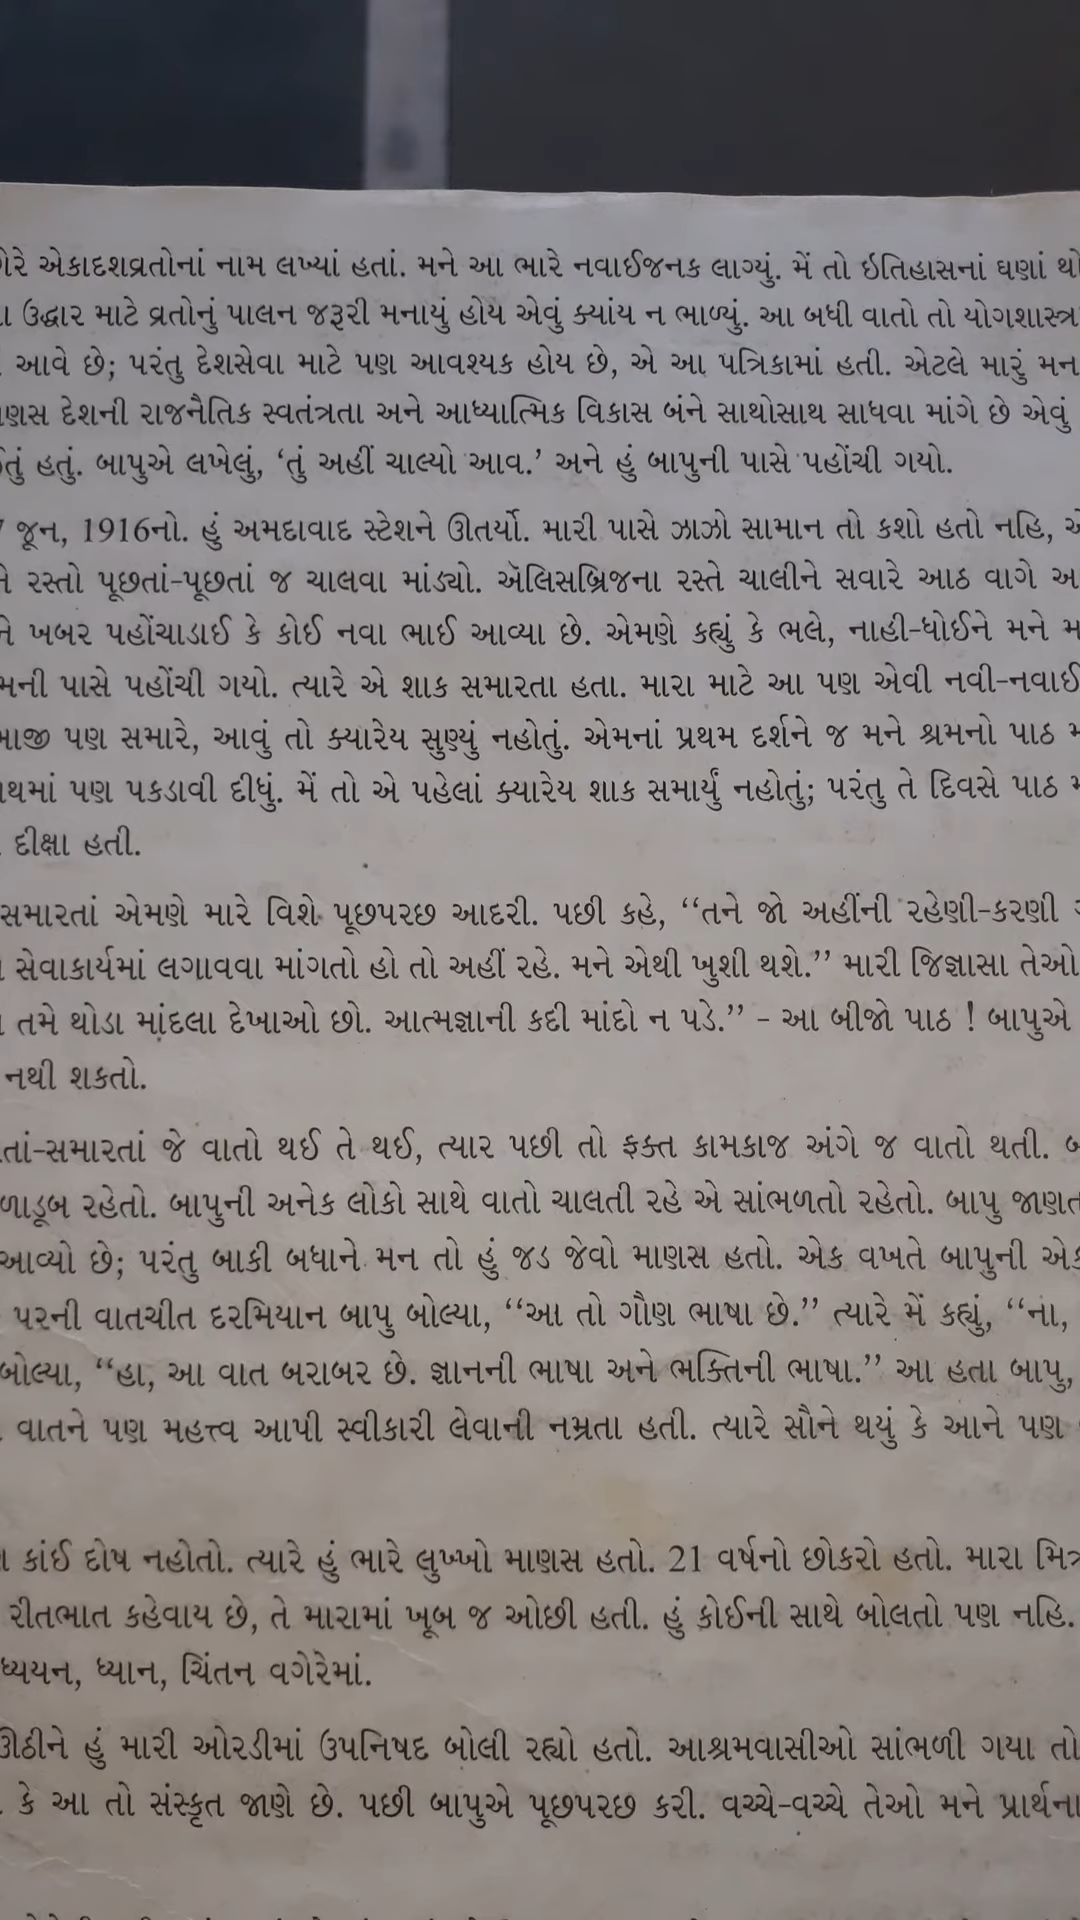 એકાદશવ્રતોનાં નામ લખ્યાં હતાં. મને આ ભારે નવાઈજનક લાગ્યું. મેં તો ઇતિહાસનાં ઘણાં
ઉદ્ધાર માટે વ્રતોનું પાલન જરૂરી મનાયું હોય એવું ક્યાંય ન ભાળ્યું. આ બધી વાતો તો યોગશાસ્ત્ર
આવે છે; પરંતુ દેશસેવા માટે પણ આવશ્યક હોય છે, એ આ પત્રિકામાં હતી. એટલે મારું મન
દેશની રાજનૈતિક સ્વતંત્રતા અને આધ્યાત્મિક વિકાસ બંને સાથોસાથ સાધવા માંગે છે એવું
હતું. બાપુએ લખેલું, ‘તું અહીં ચાલ્યો આવ.’ અને હું બાપુની પાસે પહોંચી ગયો.
જૂન, 1916નો. હું અમદાવાદ સ્ટેશને ઊતર્યો. મારી પાસે ઝાઝો સામાન તો કશો હતો નહિ,
રસ્તો પૂછતાં-પૂછતાં જ ચાલવા માંડ્યો. ઍલિસબ્રિજના રસ્તે ચાલીને સવારે આઠ વાગે
ખબર પહોંચાડાઈ કે કોઈ નવા ભાઈ આવ્યા છે. એમણે કહ્યું કે ભલે, નાહી-ધોઈને મને
પાસે પહોંચી ગયો. ત્યારે એ શાક સમારતા હતા. મારા માટે આ પણ એવી નવી-નવાઈ
પણ સમારે, આવું તો ક્યારેય સુણ્યું નહોતું. એમનાં પ્રથમ દર્શને જ મને શ્રમનો પાઠ
પણ પકડાવી દીધું. મેં તો એ પહેલાં ક્યારેય શાક સમાર્યું નહોતું; પરંતુ તે દિવસે પાઠ
દીક્ષા હતી.
સમારતાં એમણે મારે વિશે પૂછપરછ આદરી. પછી કહે, “તને જો અહીંની રહેણી-કરણી
સેવાકાર્યમાં લગાવવા માંગતો હો તો અહીં રહે. મને એથી ખુશી થશે.” મારી જિજ્ઞાસા તેઓ
તમે થોડા માંદલા દેખાઓ છો. આત્મજ્ઞાની કદી માંદો ન પડે.” - આ બીજો પાઠ ! બાપુએ
નથી શકતો.
તાં-સમારતાં જે વાતો થઈ તે થઈ, ત્યાર પછી તો ફક્ત કામકાજ અંગે જ વાતો થતી.
ળાડૂબ રહેતો. બાપુની અનેક લોકો સાથે વાતો ચાલતી રહે એ સાંભળતો રહેતો. બાપુ
આવ્યો છે; પરંતુ બાકી બધાને મન તો હું જડ જેવો માણસ હતો. એક વખતે બાપુની
પરની વાતચીત દરમિયાન બાપુ બોલ્યા, “આ તો ગૌણ ભાષા છે.” ત્યારે મેં કહ્યું, “ના,
બોલ્યા, “હા, આ વાત બરાબર છે. જ્ઞાનની ભાષા અને ભક્તિની ભાષા.” આ હતા બાપુ,
વાતને પણ મહત્ત્વ આપી સ્વીકારી લેવાની નમ્રતા હતી. ત્યારે સૌને થયું કે આને પણ
કાંઈ દોષ નહોતો. ત્યારે હું ભારે લુખ્ખો માણસ હતો. 21 વર્ષનો છોકરો હતો. મારા
રીતભાત કહેવાય છે, તે મારામાં ખૂબ જ ઓછી હતી. હું કોઈની સાથે બોલતો પણ નહિ.
ધ્યયન, ધ્યાન, ચિંતન વગેરેમાં.
ઊઠીને હું મારી ઓરડીમાં ઉપનિષદ બોલી રહ્યો હતો. આશ્રમવાસીઓ સાંભળી ગયા તો
કે આ તો સંસ્કૃત જાણે છે. પછી બાપુએ પૂછપરછ કરી. વચ્ચે-વચ્ચે તેઓ મને પ્રાર્થના